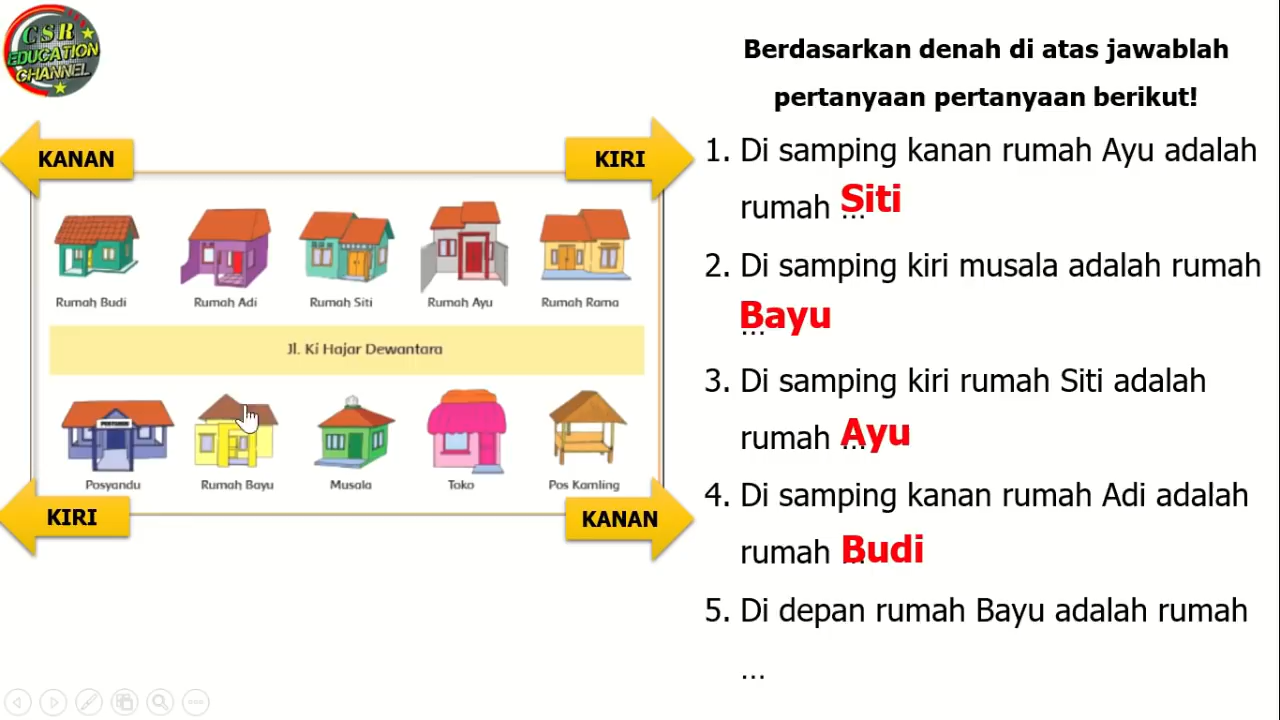 CSR
EDUCATION
CHANNEL
KANAN
KIRI
Rumah Budi
Rumah Adi
Rumah Siti
Rumah Ayu
Rumah Rama
Jl. Ki Hajar Dewantara
POSYANDU
Posyandu
Rumah Bayu
Musala
Toko
Pos Kamling
KIRI
KANAN
Berdasarkan denah di atas jawablah
pertanyaan pertanyaan berikut!
1. Di samping kanan rumah Ayu adalah
rumah ... Siti
2. Di samping kiri musala adalah rumah
... Bayu
3. Di samping kiri rumah Siti adalah
rumah ... Ayu
4. Di samping kanan rumah Adi adalah
rumah ... Budi
5. Di depan rumah Bayu adalah rumah
...